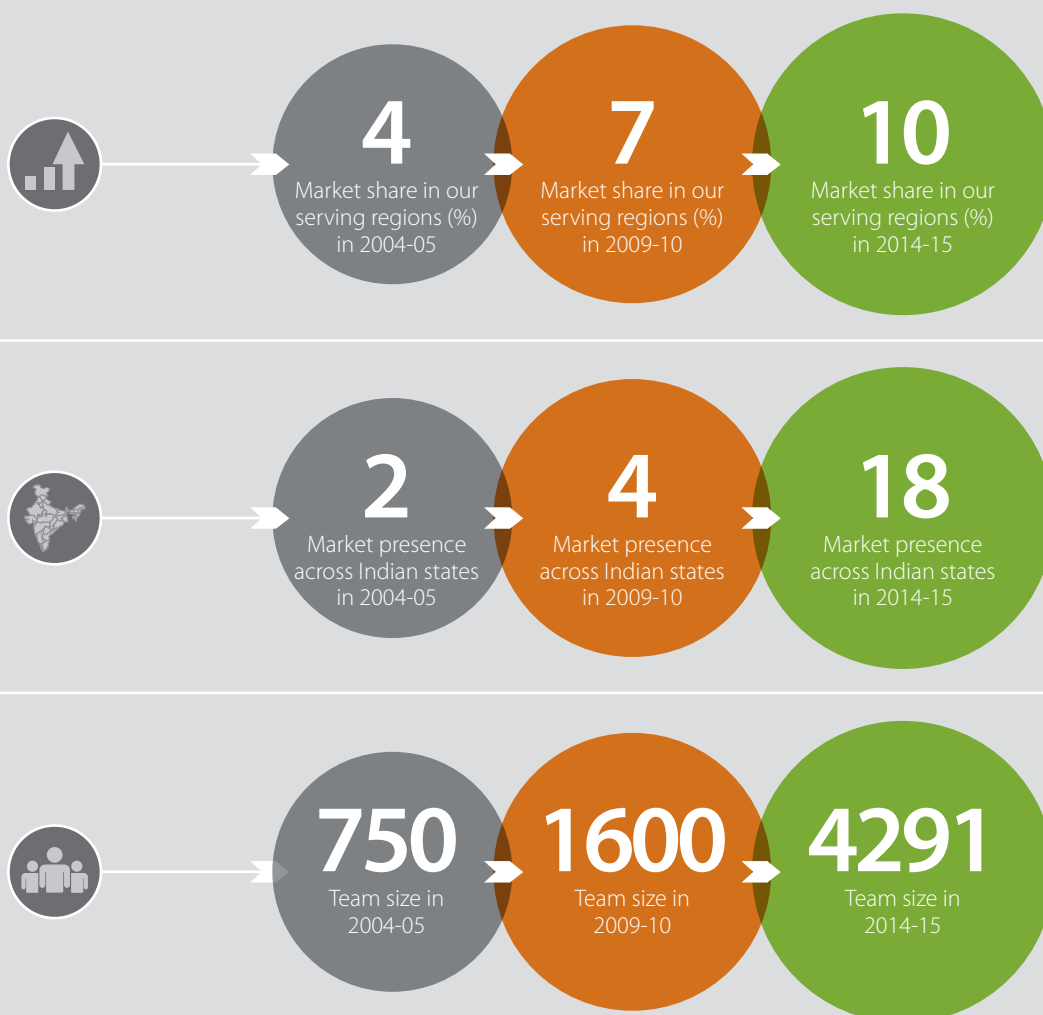 4
Market share in our
serving regions (%)
in 2004-05
7
Market share in our
serving regions (%)
in 2009-10
10
Market share in our
serving regions (%)
in 2014-15
2
Market presence
across Indian states
in 2004-05
4
Market presence
across Indian states
in 2009-10
18
Market presence
across Indian states
in 2014-15
750
Team size in
2004-05
1600
Team size in
2009-10
4291
Team size in
2014-15